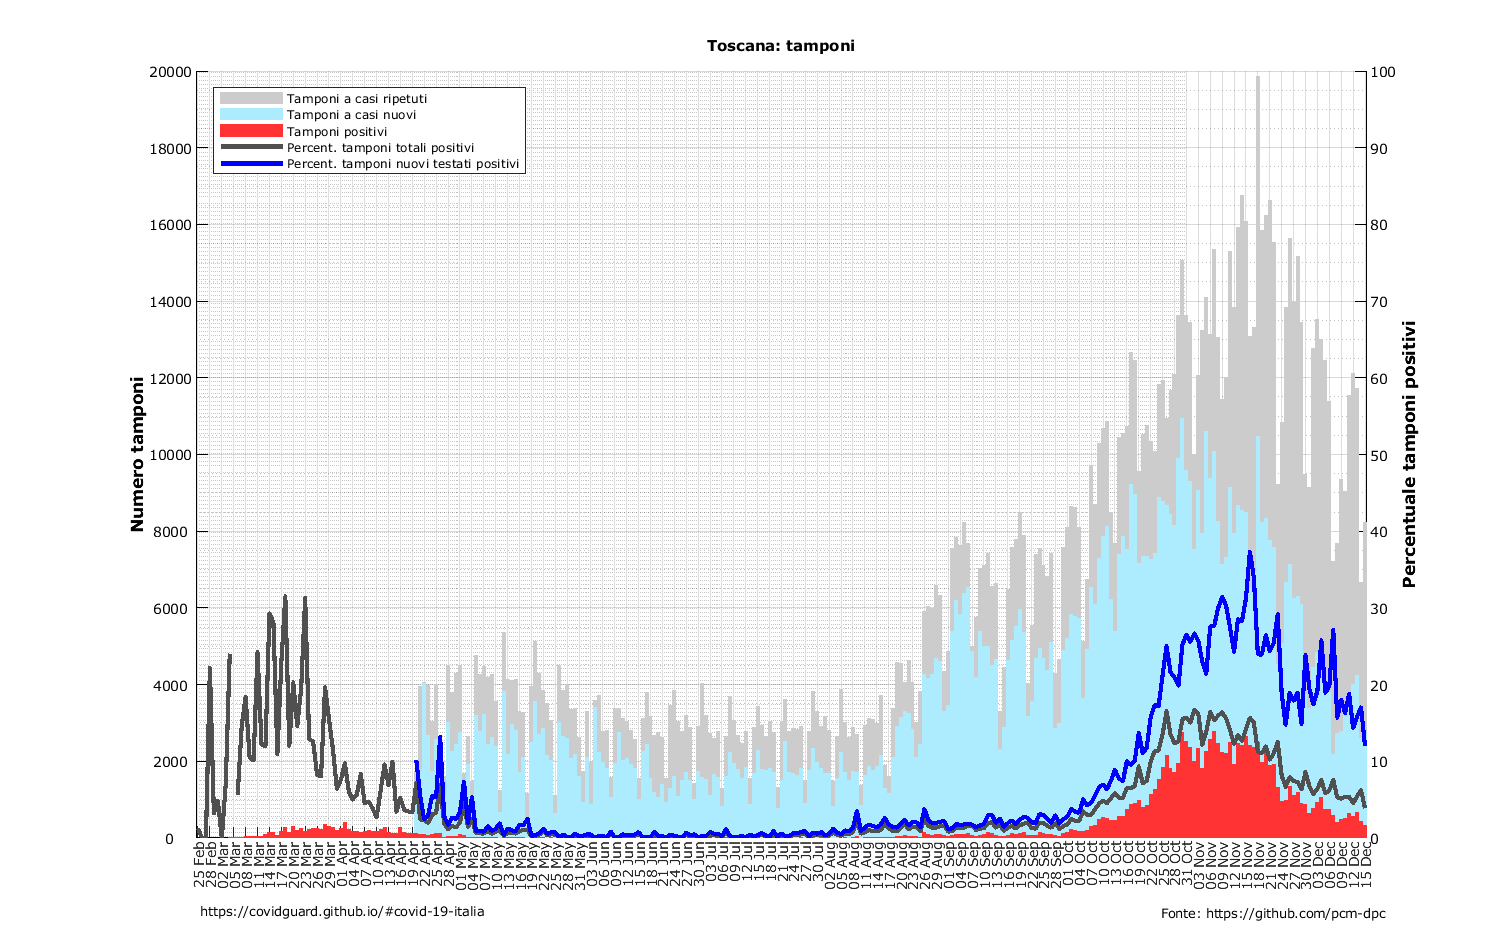 Toscana: tamponi
Tamponi a casi ripetuti
Tamponi a casi nuovi
Tamponi positivi
Percent. tamponi totali positivi
Percent. tamponi nuovi testati positivi
Numero tamponi
20000
18000
16000
14000
12000
10000
8000
6000
4000
2000
0
Percentuale tamponi positivi
100
90
80
70
60
50
40
30
20
10
0
25 Feb
28 Feb
02 Mar
05 Mar
08 Mar
11 Mar
14 Mar
17 Mar
20 Mar
23 Mar
26 Mar
29 Mar
01 Apr
04 Apr
07 Apr
10 Apr
13 Apr
16 Apr
19 Apr
22 Apr
25 Apr
28 Apr
01 May
04 May
07 May
10 May
13 May
16 May
19 May
22 May
25 May
28 May
31 May
03 Jun
06 Jun
09 Jun
12 Jun
15 Jun
18 Jun
21 Jun
24 Jun
27 Jun
30 Jun
03 Jul
06 Jul
09 Jul
12 Jul
15 Jul
18 Jul
21 Jul
24 Jul
27 Jul
30 Jul
02 Aug
05 Aug
08 Aug
11 Aug
14 Aug
17 Aug
20 Aug
23 Aug
26 Aug
29 Aug
01 Sep
04 Sep
07 Sep
10 Sep
13 Sep
16 Sep
19 Sep
22 Sep
25 Sep
28 Sep
01 Oct
04 Oct
07 Oct
10 Oct
13 Oct
16 Oct
19 Oct
22 Oct
25 Oct
28 Oct
31 Oct
03 Nov
06 Nov
09 Nov
12 Nov
15 Nov
18 Nov
21 Nov
24 Nov
27 Nov
30 Nov
03 Dec
06 Dec
09 Dec
12 Dec
15 Dec
https://covidguard.github.io/#covid-19-italia
Fonte: https://github.com/pcm-dpc